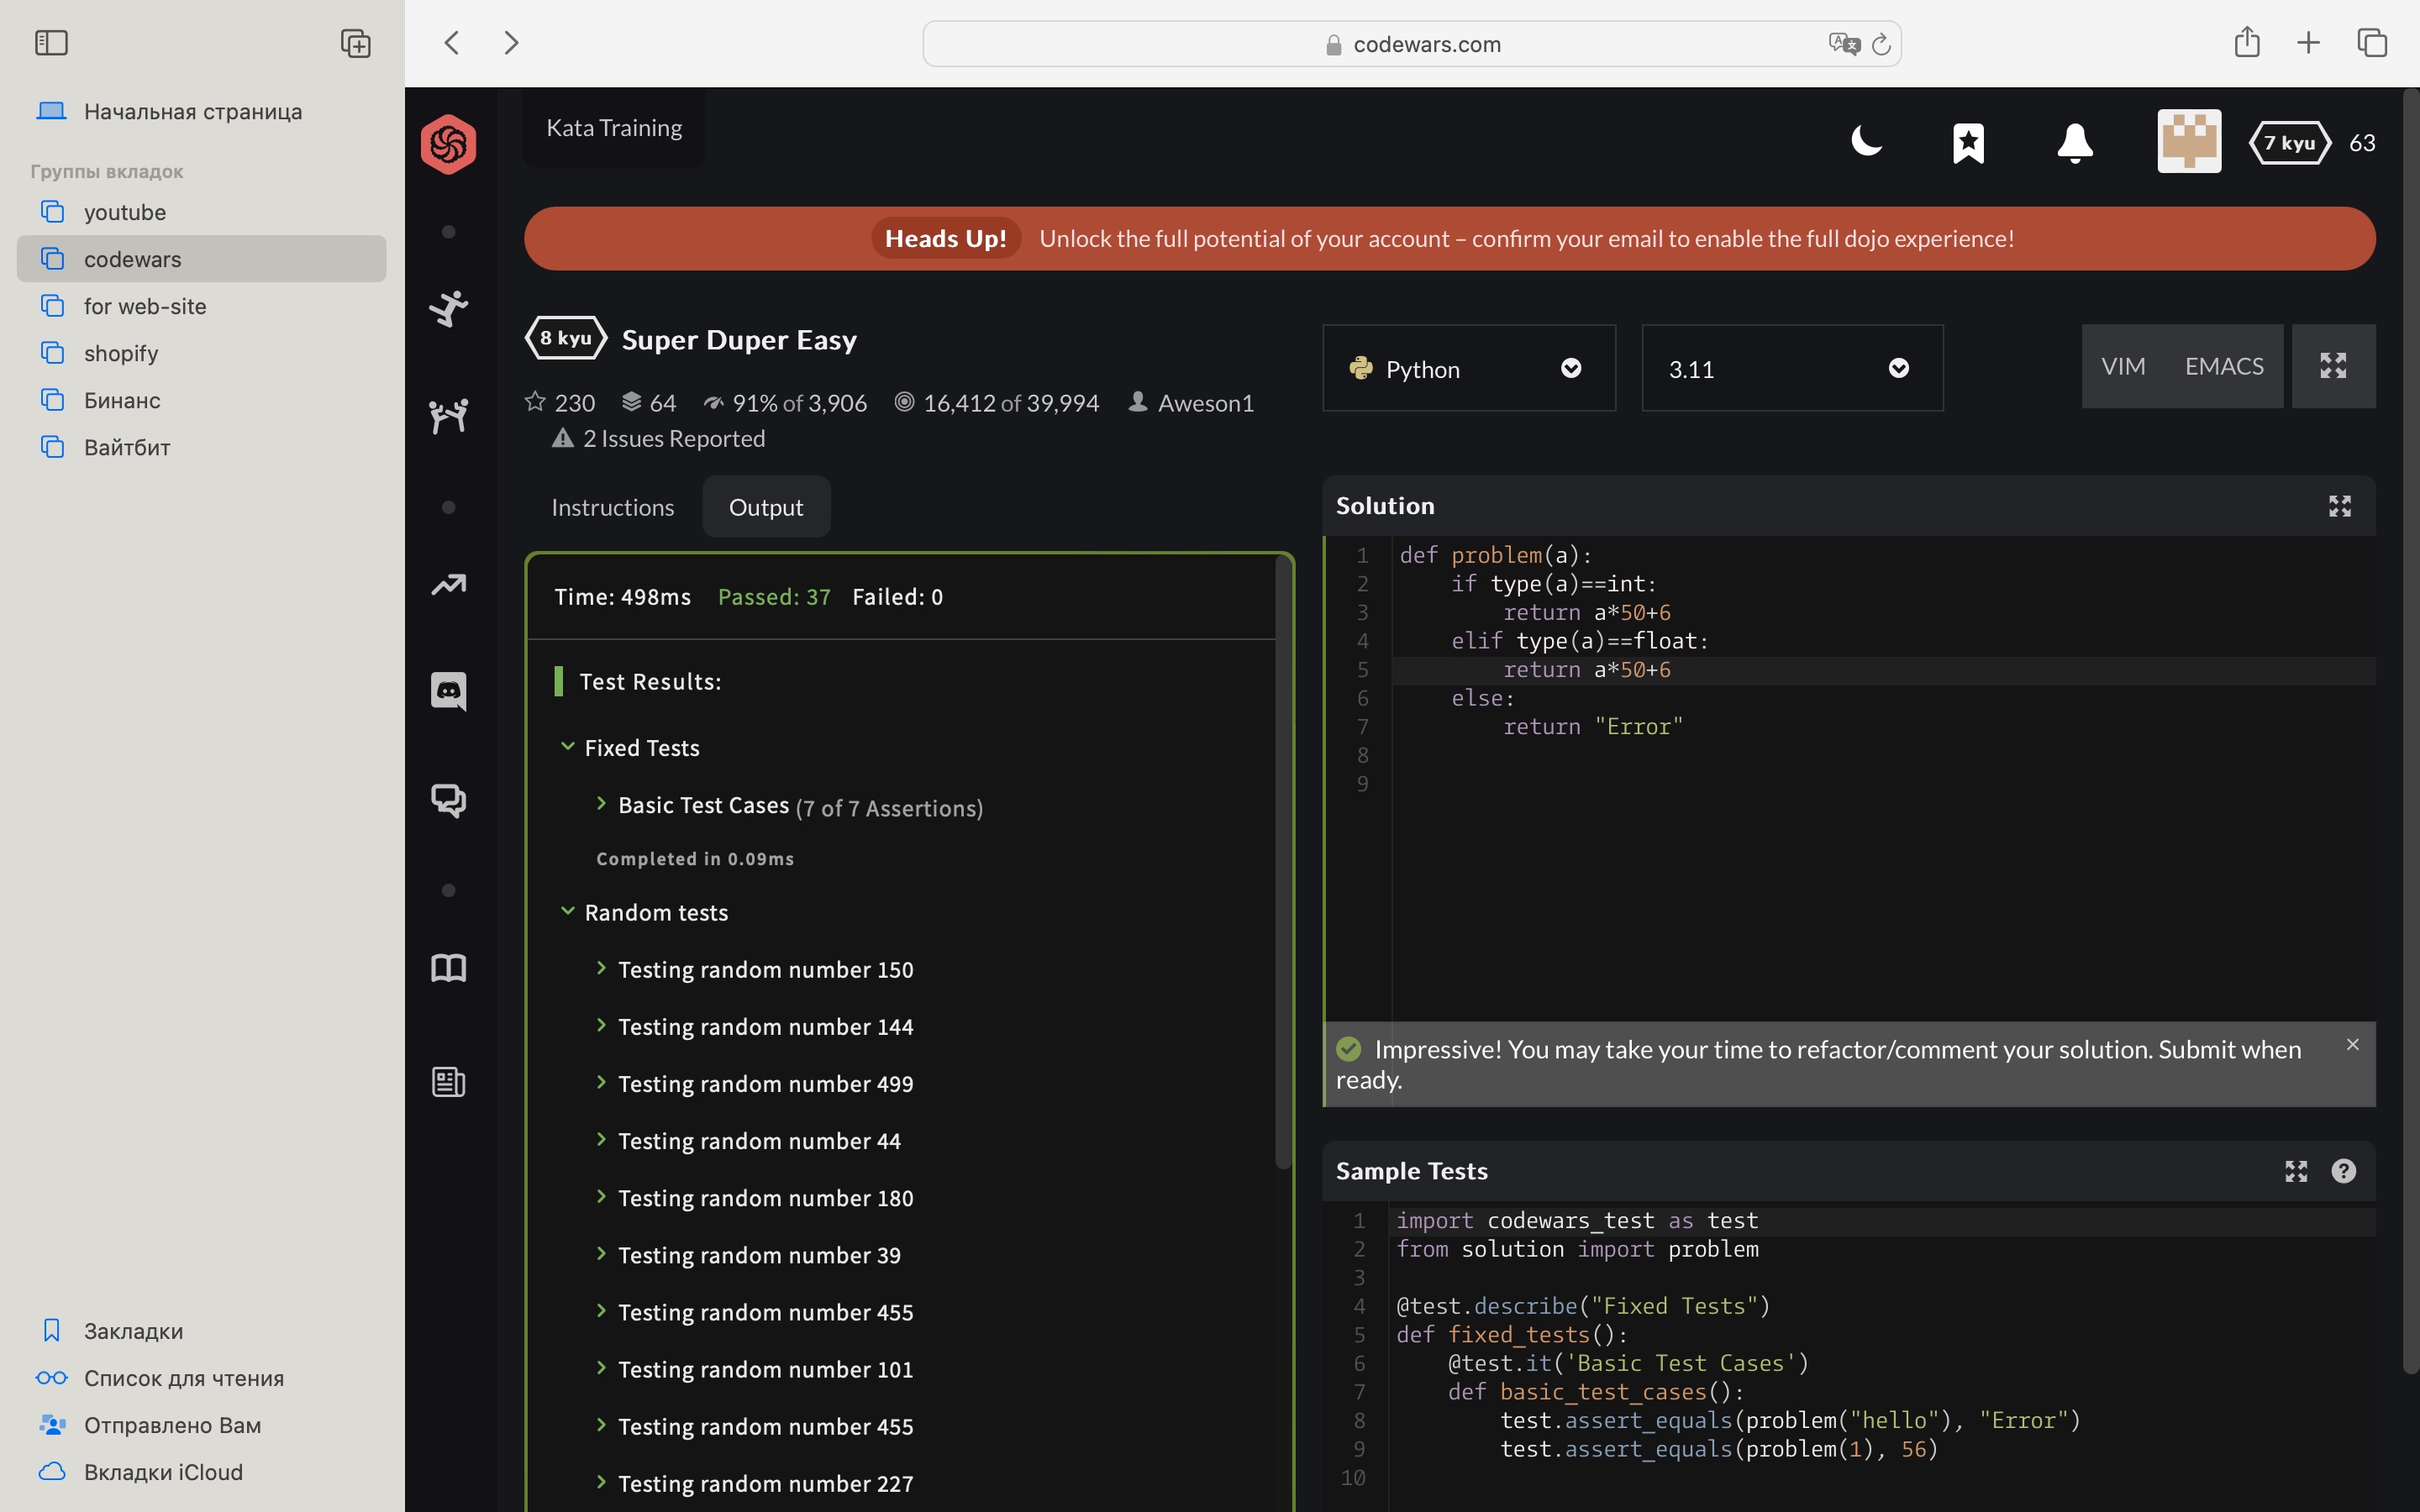 codewars.com
Начальная страница
Группы вкладок
youtube
codewars
for web-site
shopify
Бинанс
Вайтбит
Закладки
Список для чтения
Отправлено Вам
Вкладки iCloud
Kata Training
7 kyu 63
Heads Up! Unlock the full potential of your account – confirm your email to enable the full dojo experience!
8 kyu Super Duper Easy
230 64 91% of 3,906 16,412 of 39,994 Aweson1
2 Issues Reported
Python
3.11
VIM EMACS
Instructions Output
Time: 498ms Passed: 37 Failed: 0
Test Results:
Fixed Tests
Basic Test Cases (7 of 7 Assertions)
Completed in 0.09ms
Random tests
Testing random number 150
Testing random number 144
Testing random number 499
Testing random number 44
Testing random number 180
Testing random number 39
Testing random number 455
Testing random number 101
Testing random number 455
Testing random number 227
Solution
1 def problem(a):
2     if type(a)==int:
3         return a*50+6
4     elif type(a)==float:
5         return a*50+6
6     else:
7         return "Error"
8
9
Impressive! You may take your time to refactor/comment your solution. Submit when
ready.
Sample Tests
1 import codewars_test as test
2 from solution import problem
3
4 @test.describe("Fixed Tests")
5 def fixed_tests():
6     @test.it('Basic Test Cases')
7     def basic_test_cases():
8         test.assert_equals(problem("hello"), "Error")
9         test.assert_equals(problem(1), 56)
10